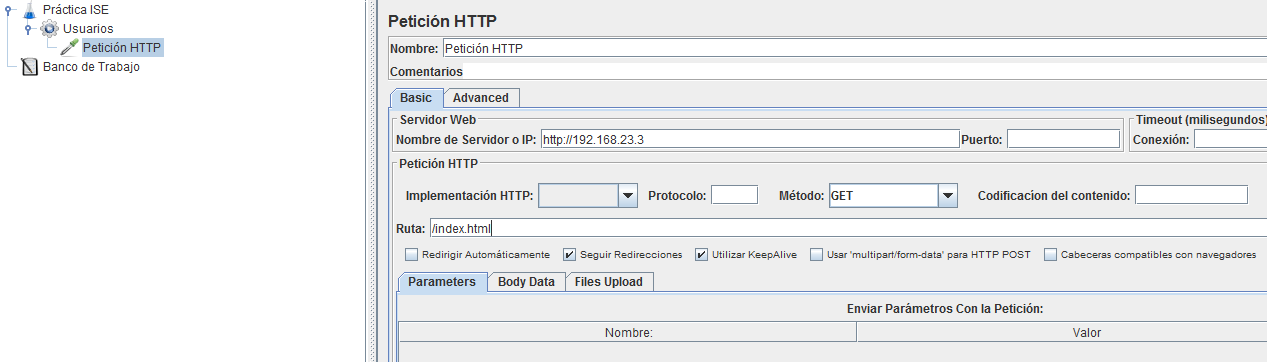 Práctica ISE
Usuarios
Petición HTTP
Banco de Trabajo
Petición HTTP
Nombre: Petición HTTP
Comentarios
Basic Advanced
Servidor Web
Nombre de Servidor o IP: http://192.168.23.3 Puerto:
Timeout (milisegundos)
Conexión:
Petición HTTP
Implementación HTTP: Protocolo: Método: GET Codificacíon del contenido:
Ruta: /index.html
Redirigir Automáticamente Seguir Redirecciones Utilizar KeepAlive Usar 'multipart/form-data' para HTTP POST Cabeceras compatibles con navegadores
Parameters Body Data Files Upload
Enviar Parámetros Con la Petición:
Nombre: Valor